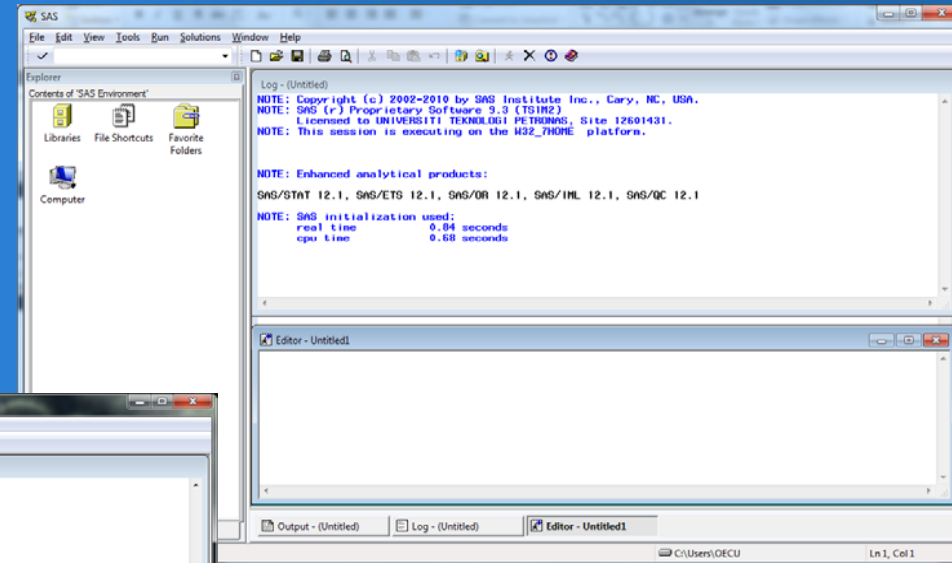 SAS
File Edit View Tools Run Solutions Window Help
Explorer
Contents of 'SAS Environment'
Libraries
File Shortcuts
Favorite
Folders
Computer
Log - (Untitled)
NOTE: Copyright (c) 2002-2010 by SAS Institute Inc., Cary, NC, USA.
NOTE: SAS (r) Proprietary Software 9.3 (TS1M2)
Licensed to UNIVERSITI TEKNOLOGI PETRONAS, Site 12601431.
NOTE: This session is executing on the W32_7HOME platform.
NOTE: Enhanced analytical products:
SAS/STAT 12.1, SAS/ETS 12.1, SAS/OR 12.1, SAS/IML 12.1, SAS/QC 12.1
NOTE: SAS initialization used:
real time 0.84 seconds
cpu time 0.68 seconds
Editor - Untitled1
Output - (Untitled) Log - (Untitled) Editor - Untitled1
C:\Users\OECU Ln 1, Col 1